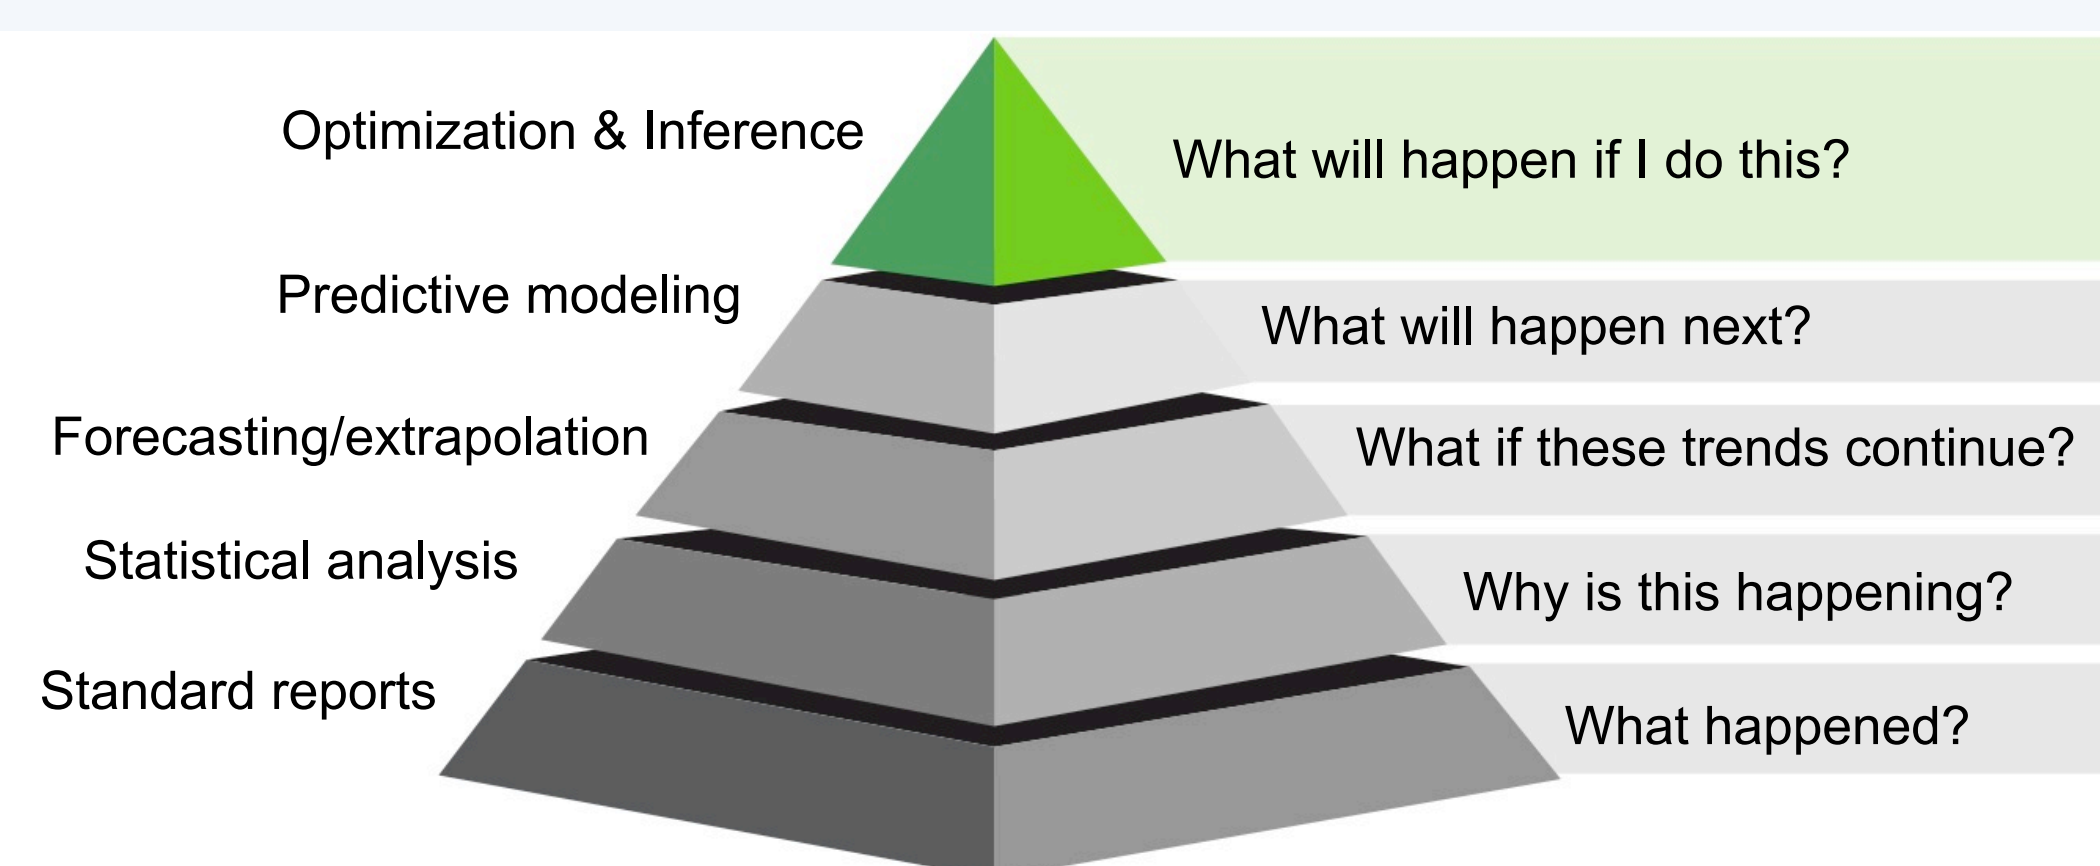 Optimization & Inference
What will happen if I do this?
Predictive modeling
What will happen next?
Forecasting/extrapolation
What if these trends continue?
Statistical analysis
Why is this happening?
Standard reports
What happened?